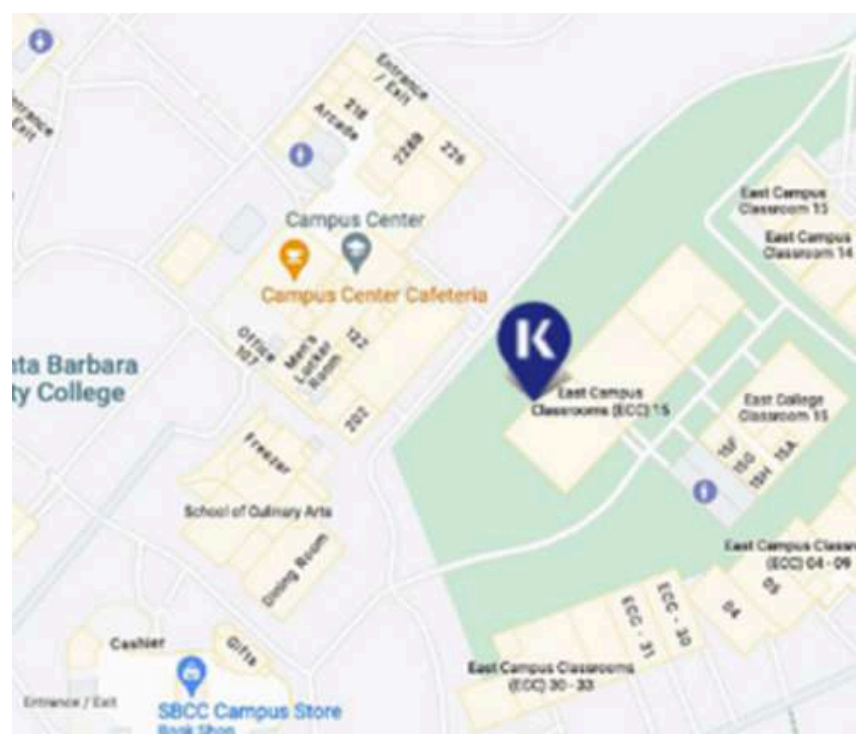 Entrance
/ Exit
218
Arcade
228B
226
Entrance
/ Exit
Campus Center
Campus Center Cafeteria
Office
107
Men's
Locker
Room
122
202
nta Barbara
ty College
Freezer
School of Culinary Arts
Dining Room
Cashier
Gifts
Entrance / Exit
SBCC Campus Store
Book Shop
K
East Campus
Classrooms (ECC) 15
East Campus
Classroom 15
East Campus
Classroom 14
East College
Classroom 15
15F
15G
15H
15A
East Campus Classr
(ECC) 04 - 09
04
05
ECC - 31
ECC - 30
East Campus Classrooms
(ECC) 30 - 33